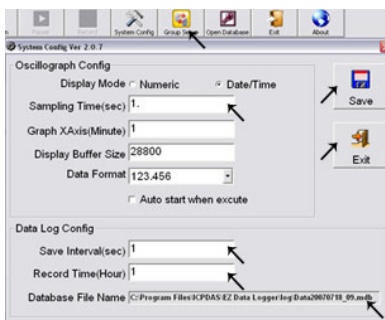 Pause Record System Config Group Setup Open Database Exit About
System Config Ver 2.0.7
Oscillograph Config
Display Mode Numeric Date/Time
Sampling Time(sec) 1.
Graph XAxis(Minute) 1
Display Buffer Size 28800
Data Format 123.456
Auto start when excute
Save
Exit
Data Log Config
Save Interval(sec) 1
Record Time(Hour) 1
Database File Name C:\Program Files\ICPDAS\EZ Data Logger\log\Data20070718_09.mdb